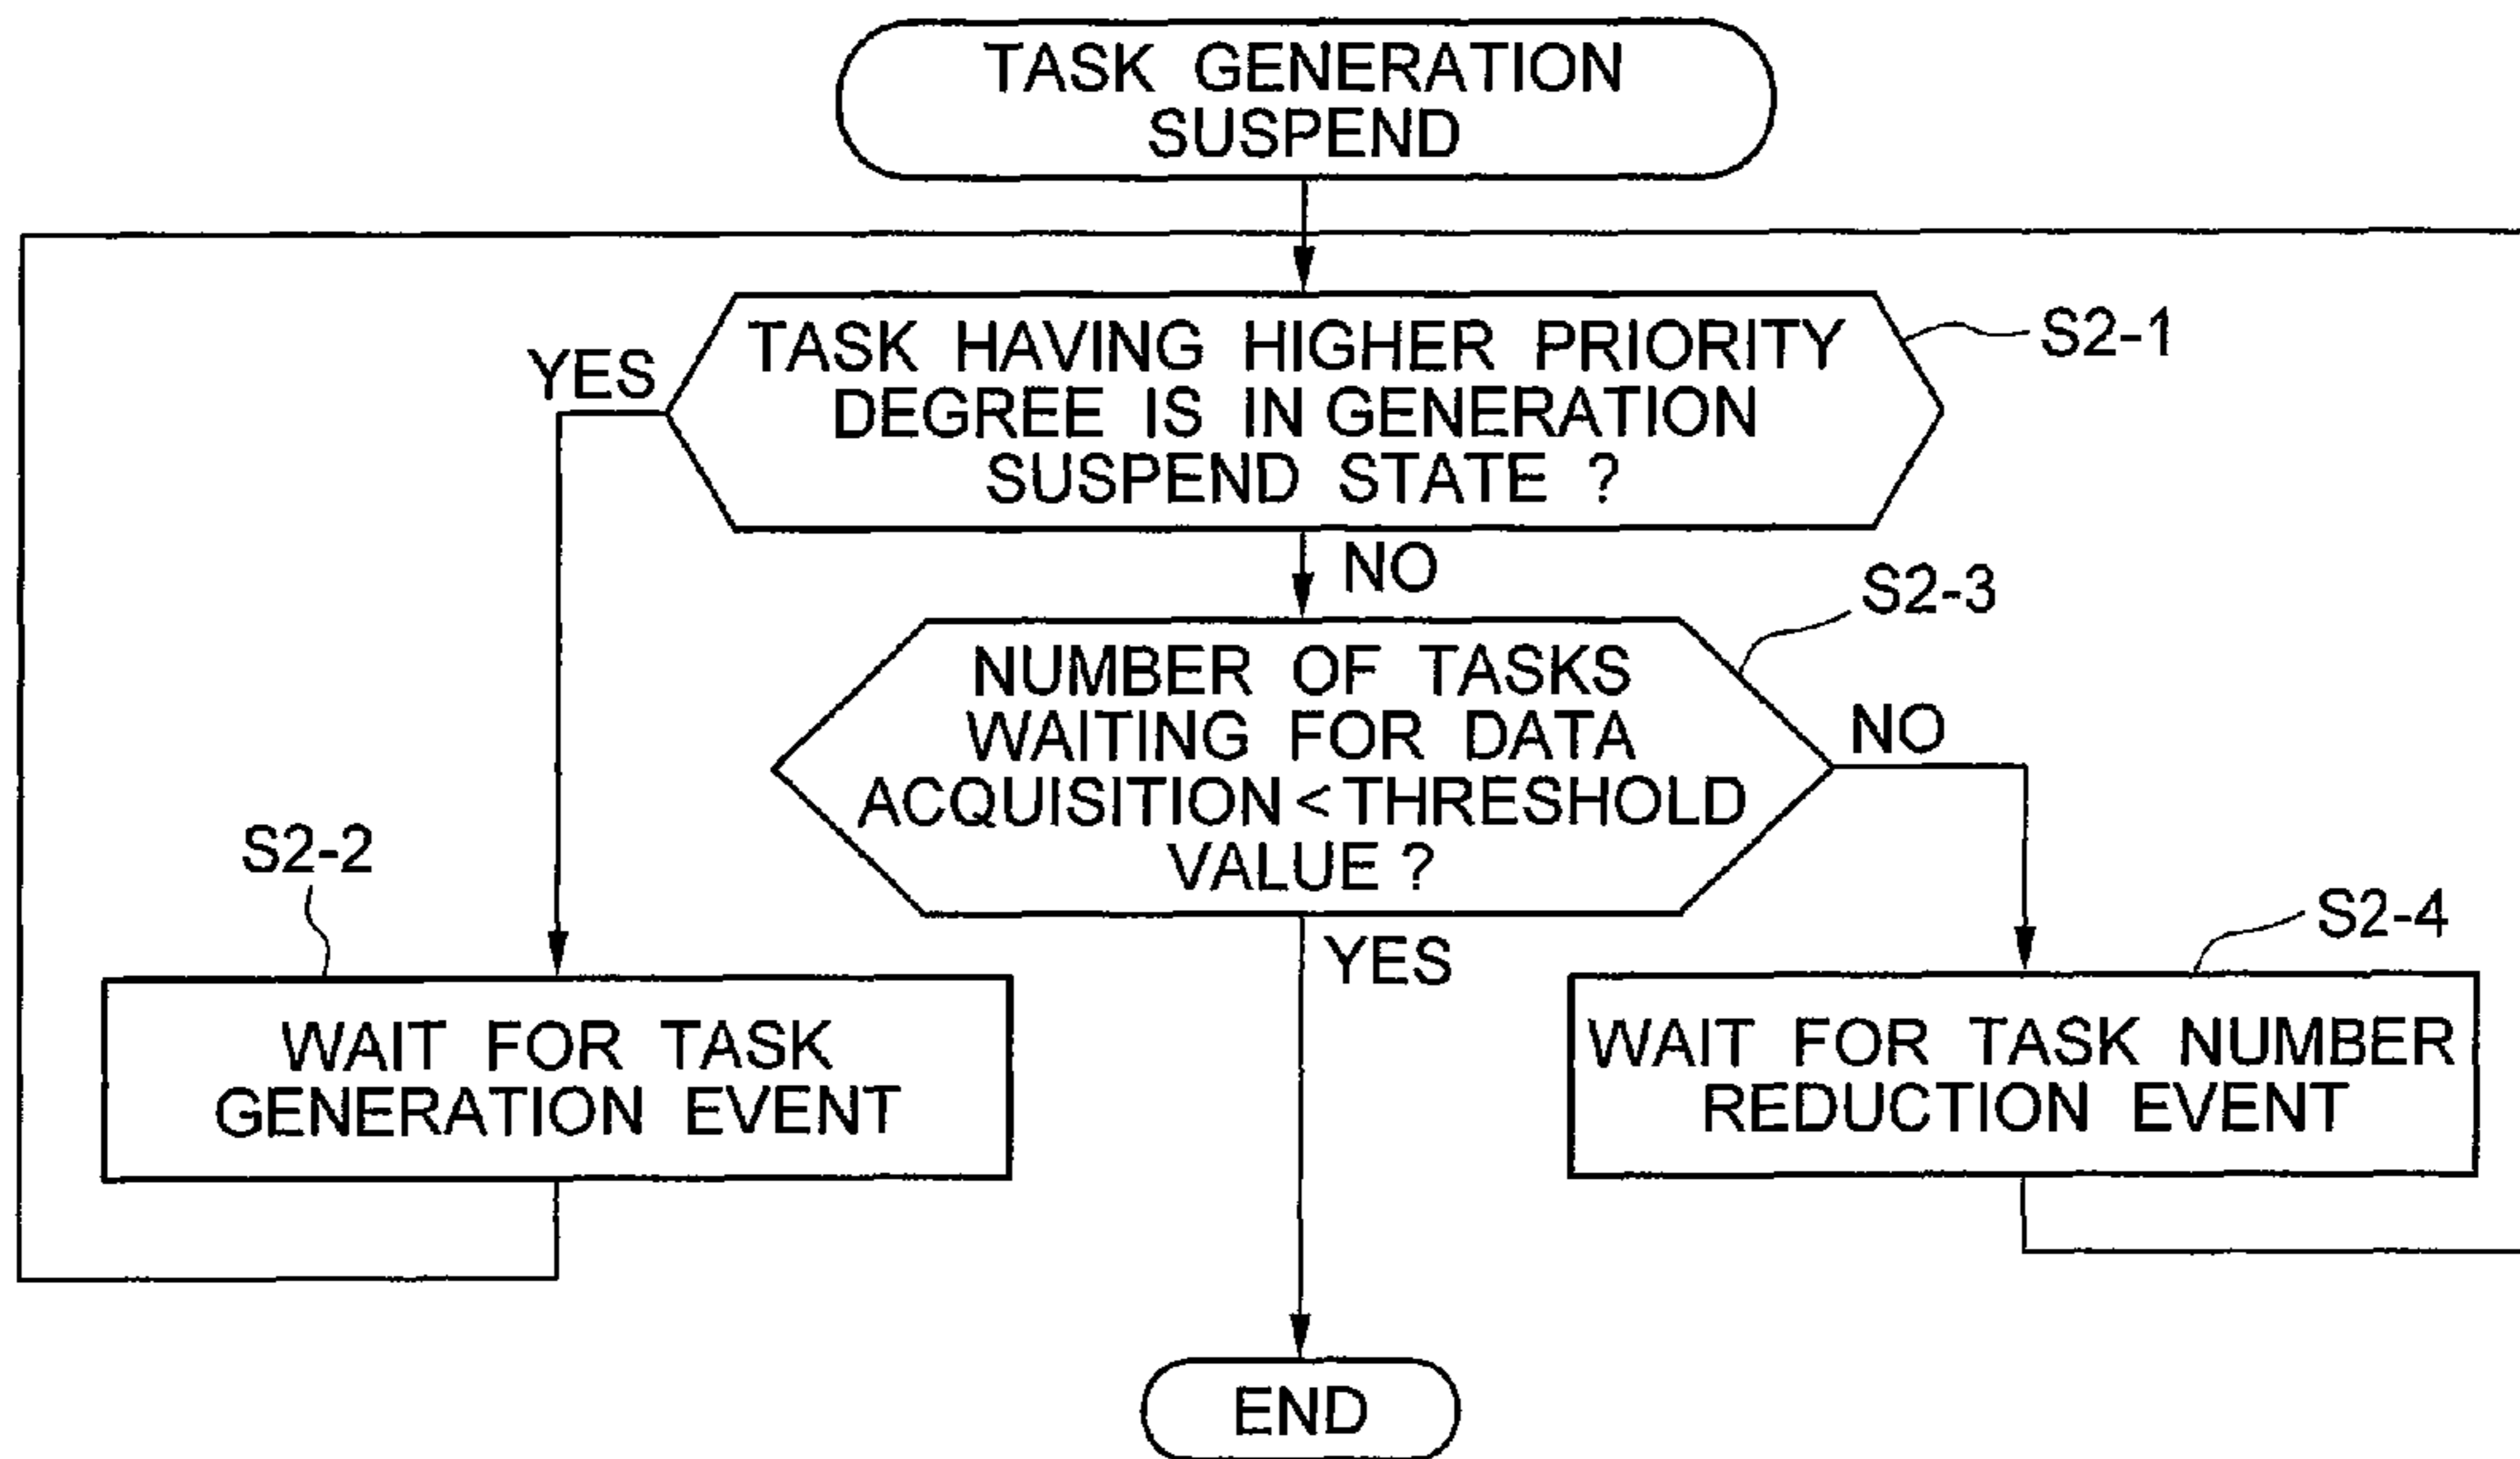 TASK GENERATION
SUSPEND
S2-1
YES
TASK HAVING HIGHER PRIORITY
DEGREE IS IN GENERATION
SUSPEND STATE ?
NO
S2-3
NUMBER OF TASKS
WAITING FOR DATA
ACQUISITION < THRESHOLD
VALUE ?
NO
S2-2
YES
S2-4
WAIT FOR TASK
GENERATION EVENT
WAIT FOR TASK NUMBER
REDUCTION EVENT
END